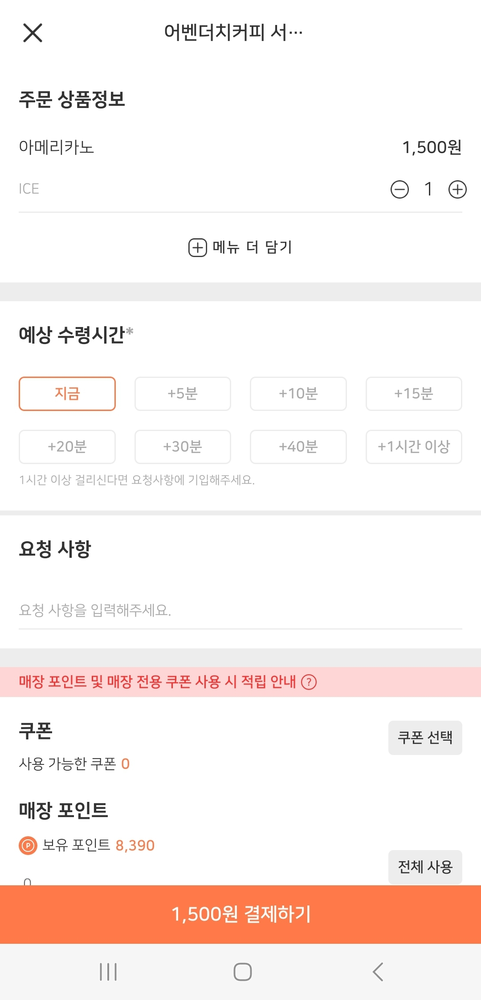 어벤더치커피 서...
주문 상품정보
아메리카노 1,500원
ICE 1
메뉴 더 담기
예상 수령시간*
지금 +5분 +10분 +15분
+20분 +30분 +40분 +1시간 이상
1시간 이상 걸리신다면 요청사항에 기입해주세요.
요청 사항
요청 사항을 입력해주세요.
매장 포인트 및 매장 전용 쿠폰 사용 시 적립 안내 ?
쿠폰
쿠폰 선택
사용 가능한 쿠폰 0
매장 포인트
P 보유 포인트 8,390
전체 사용
0
1,500원 결제하기